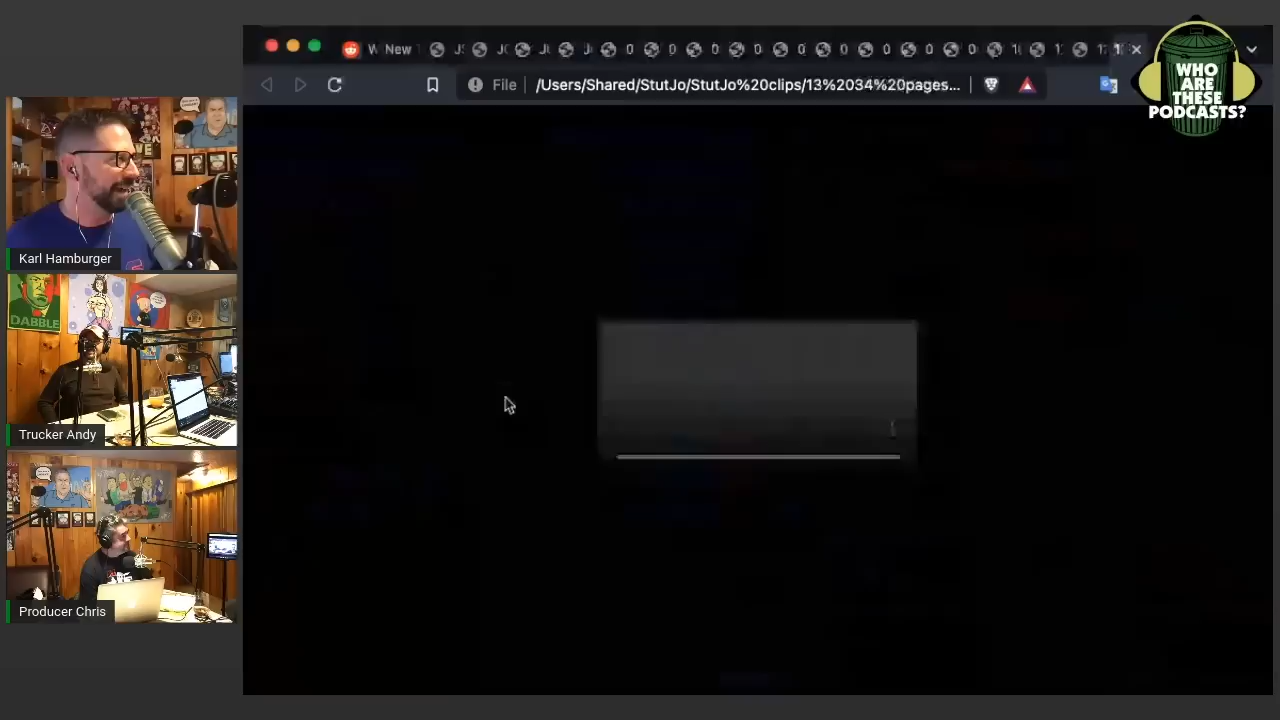 New
File
/Users/Shared/StutJo/StutJo%20clips/13%2034%20pages...
WHO
ARE
THESE
PODCASTS?
Karl Hamburger
DABBLE
Trucker Andy
Producer Chris